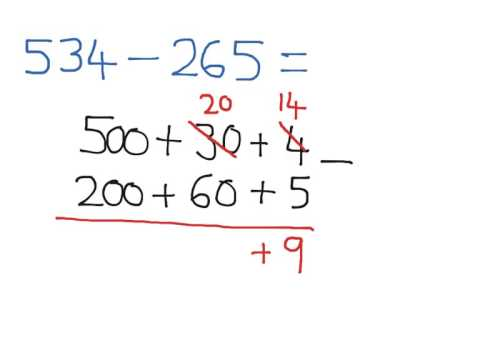 534 - 265 =
20 14
500 + 30 + 4 -
200 + 60 + 5
+ 9